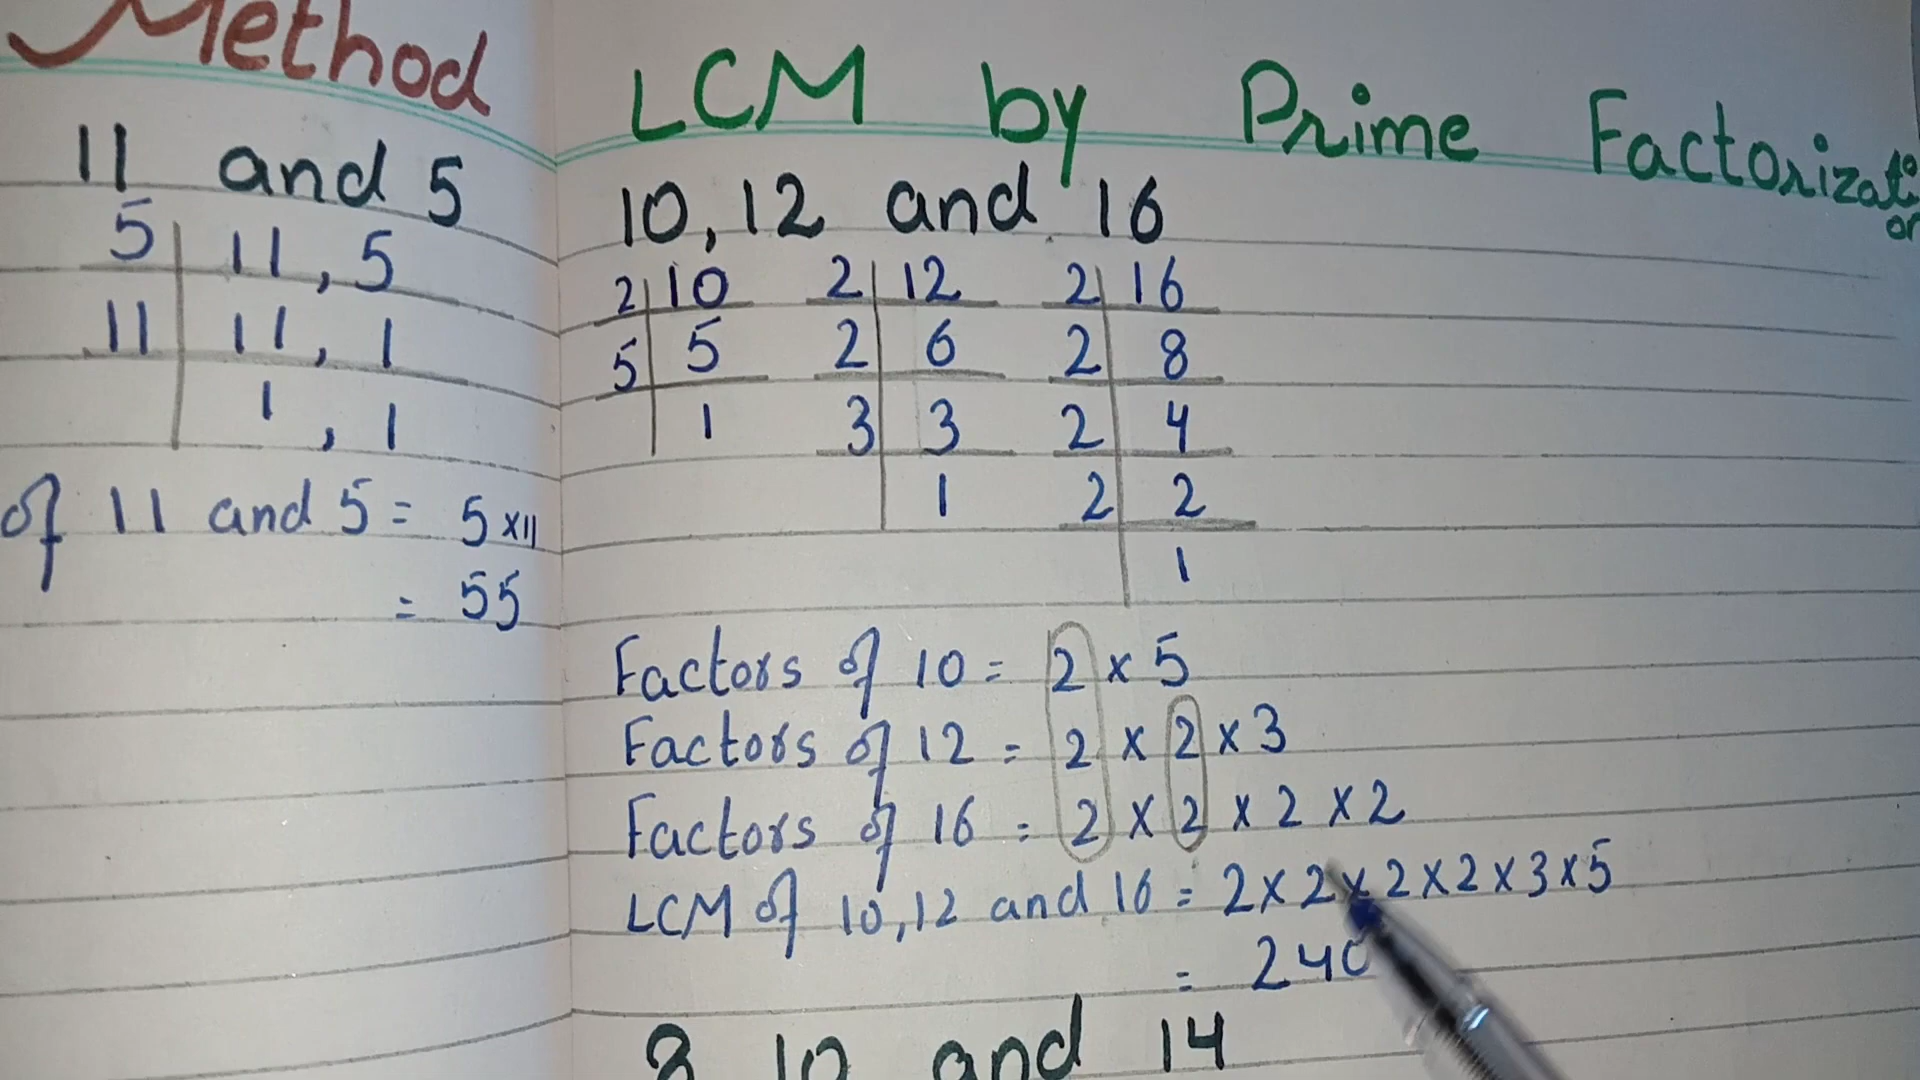 Method
11 and 5
5 | 11, 5
11 | 11, 1
1, 1
of 11 and 5 = 5 x 11
= 55
LCM by Prime Factorization
10, 12 and 16
2 | 10 2 | 12 2 | 16
5 | 5 2 | 6 2 | 8
1 3 | 3 2 | 4
1 2 | 2
1
Factors of 10 = 2 x 5
Factors of 12 = 2 x 2 x 3
Factors of 16 = 2 x 2 x 2 x 2
LCM of 10, 12 and 16 = 2 x 2 x 2 x 2 x 3 x 5
= 240
10 and 14